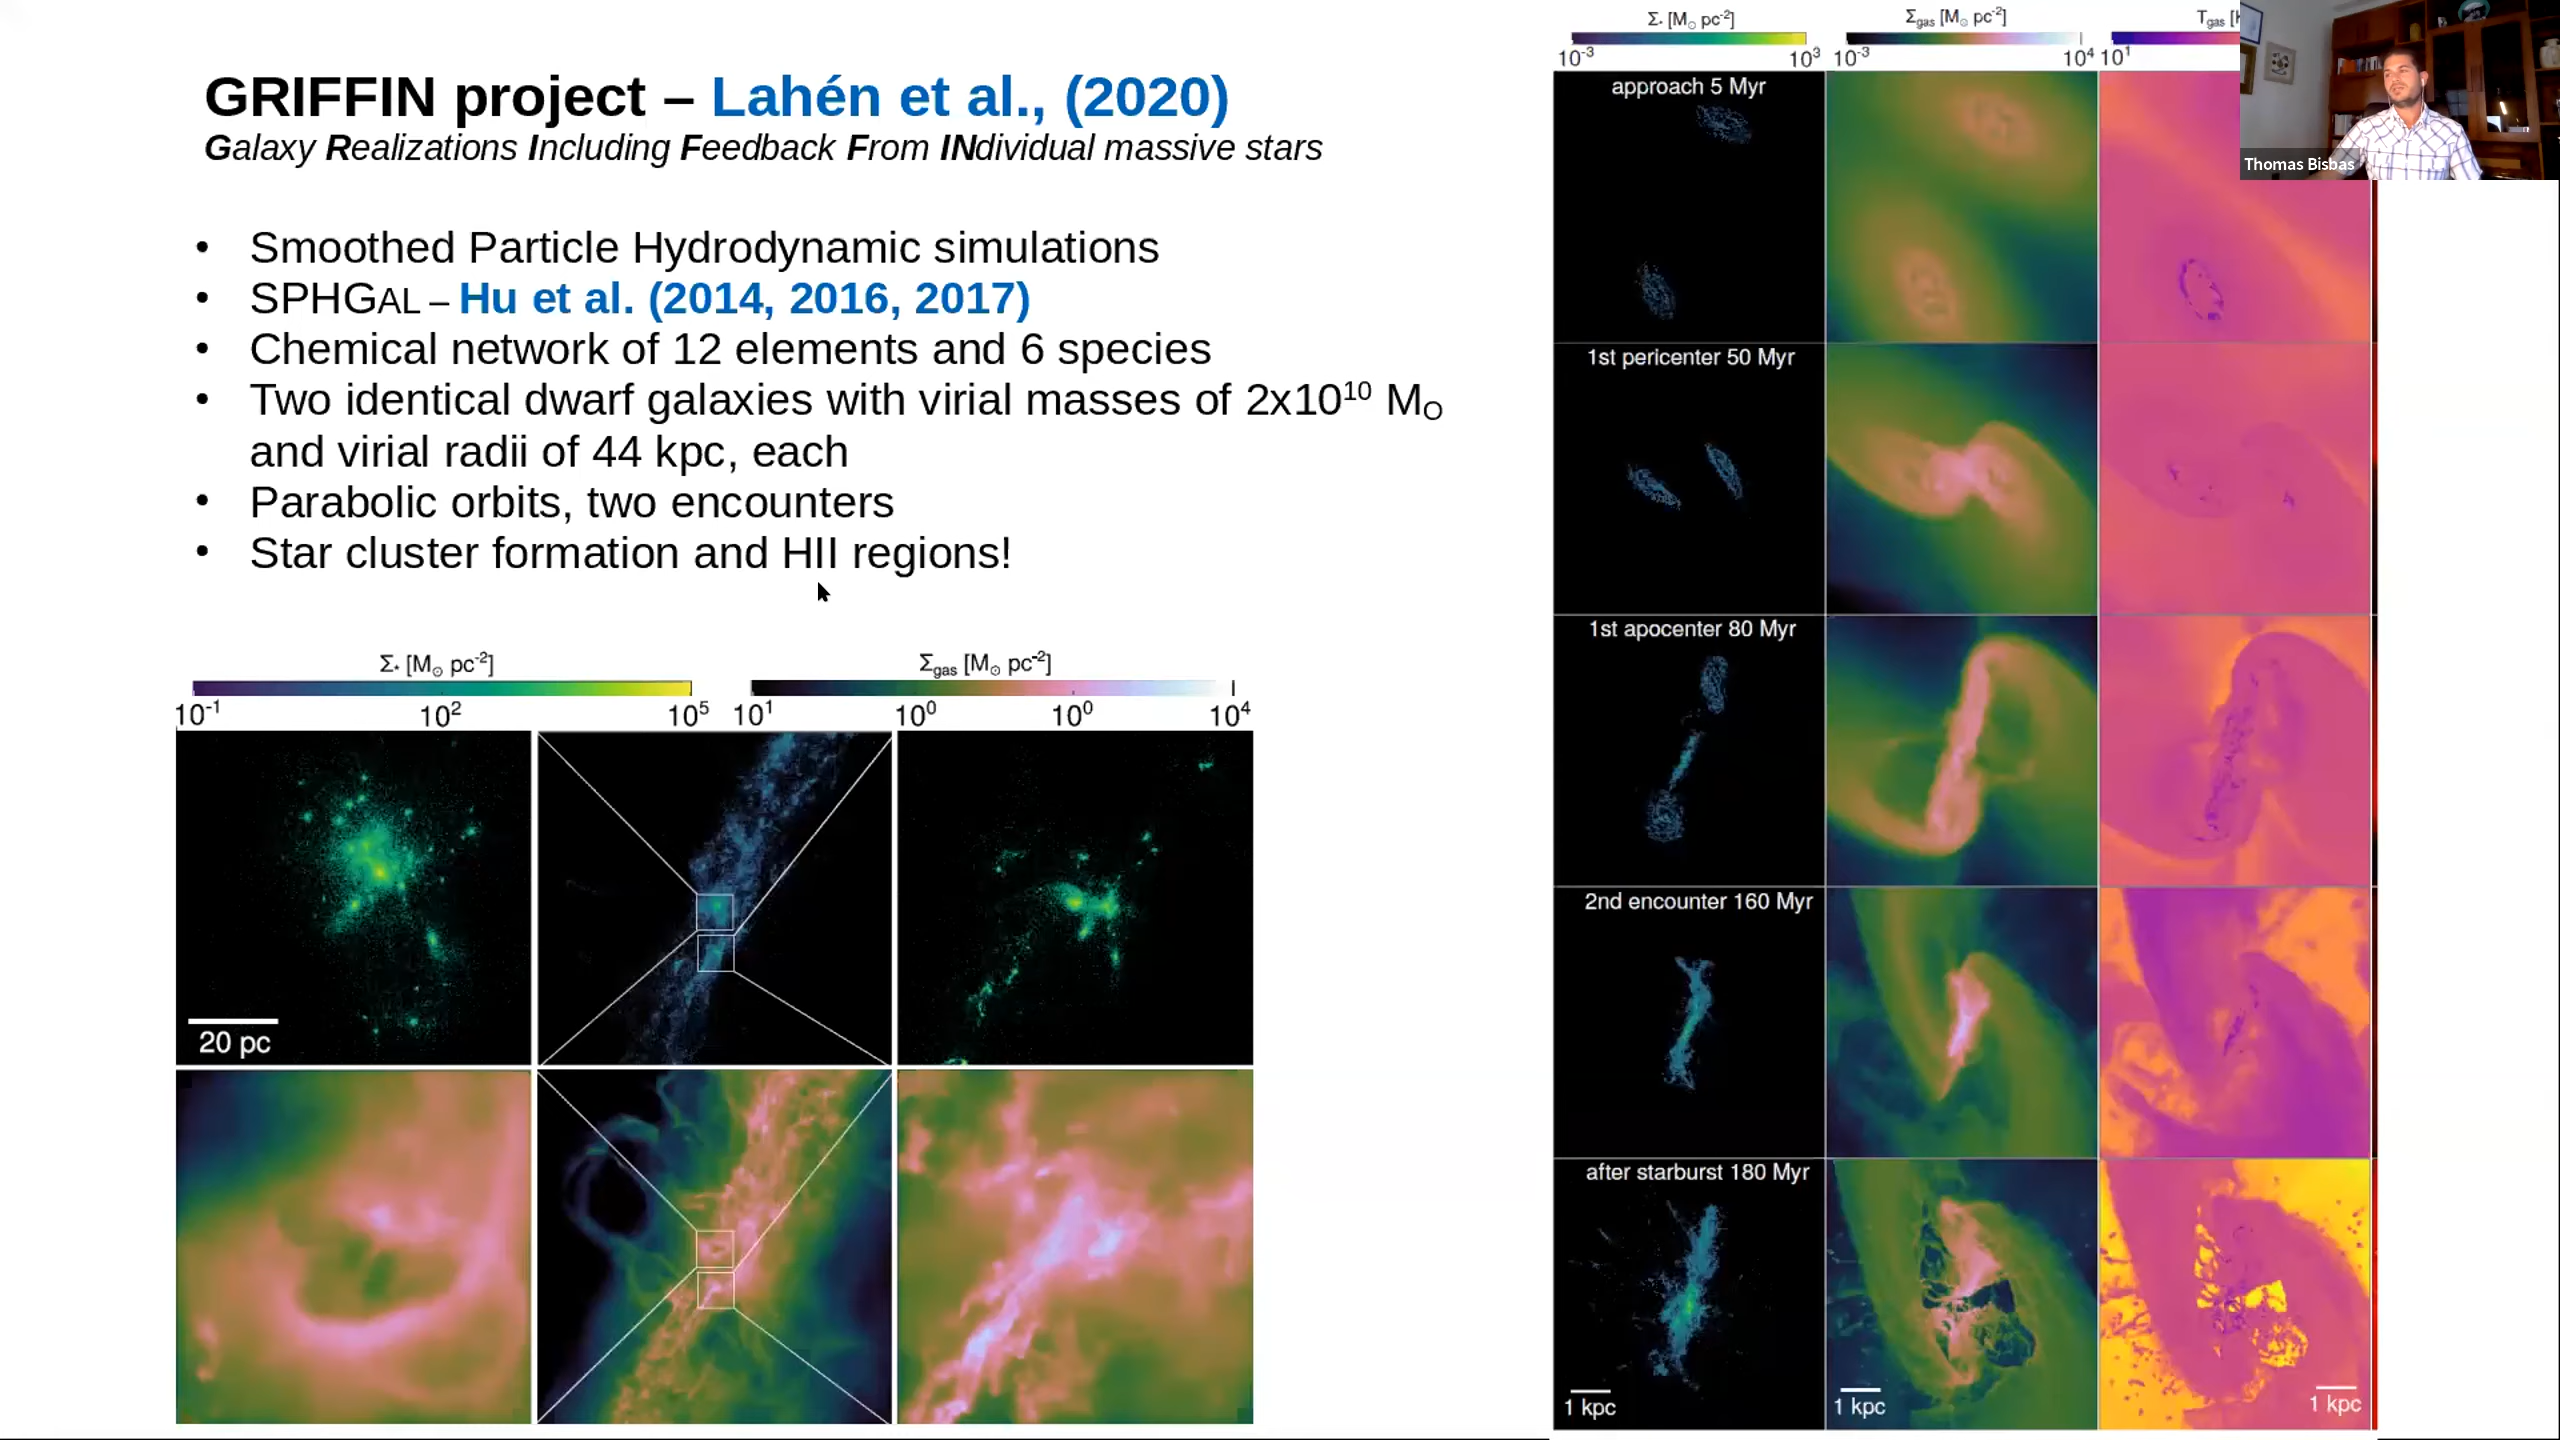 GRIFFIN project – Lahén et al., (2020)
Galaxy Realizations Including Feedback From INdividual massive stars
• Smoothed Particle Hydrodynamic simulations
• SPHGAL – Hu et al. (2014, 2016, 2017)
• Chemical network of 12 elements and 6 species
• Two identical dwarf galaxies with virial masses of 2x10¹⁰ M_O
and virial radii of 44 kpc, each
• Parabolic orbits, two encounters
• Star cluster formation and HII regions!
Σ* [M⊙ pc⁻²] Σgas [M⊙ pc⁻²]
10⁻¹ 10² 10⁵ 10¹ 10⁰ 10⁰ 10⁴
20 pc
Σ* [M⊙ pc⁻²] Σgas [M⊙ pc⁻²] Tgas [
10⁻³ 10³ 10⁻³ 10⁴ 10¹
approach 5 Myr
1st pericenter 50 Myr
1st apocenter 80 Myr
2nd encounter 160 Myr
after starburst 180 Myr
1 kpc 1 kpc 1 kpc
Thomas Bisbas